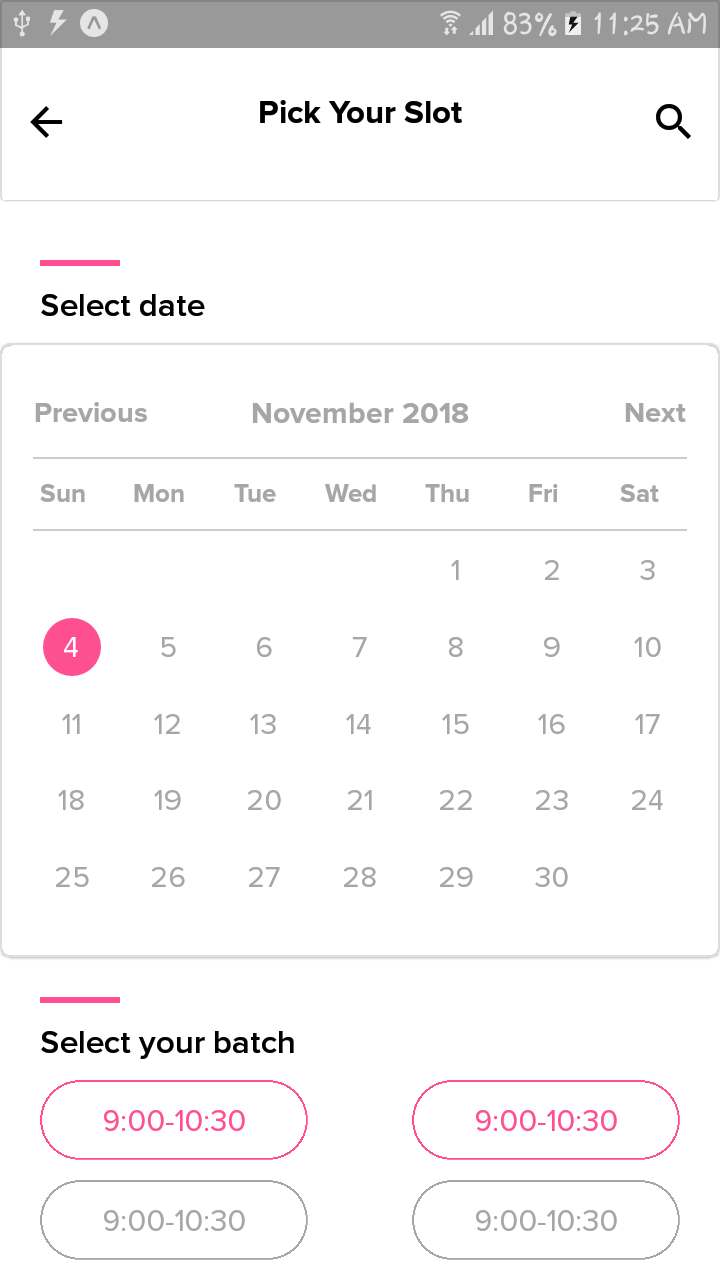 83% 11:25 AM
Pick Your Slot
Select date
Previous November 2018 Next
Sun Mon Tue Wed Thu Fri Sat
1 2 3
4 5 6 7 8 9 10
11 12 13 14 15 16 17
18 19 20 21 22 23 24
25 26 27 28 29 30
Select your batch
9:00-10:30 9:00-10:30
9:00-10:30 9:00-10:30